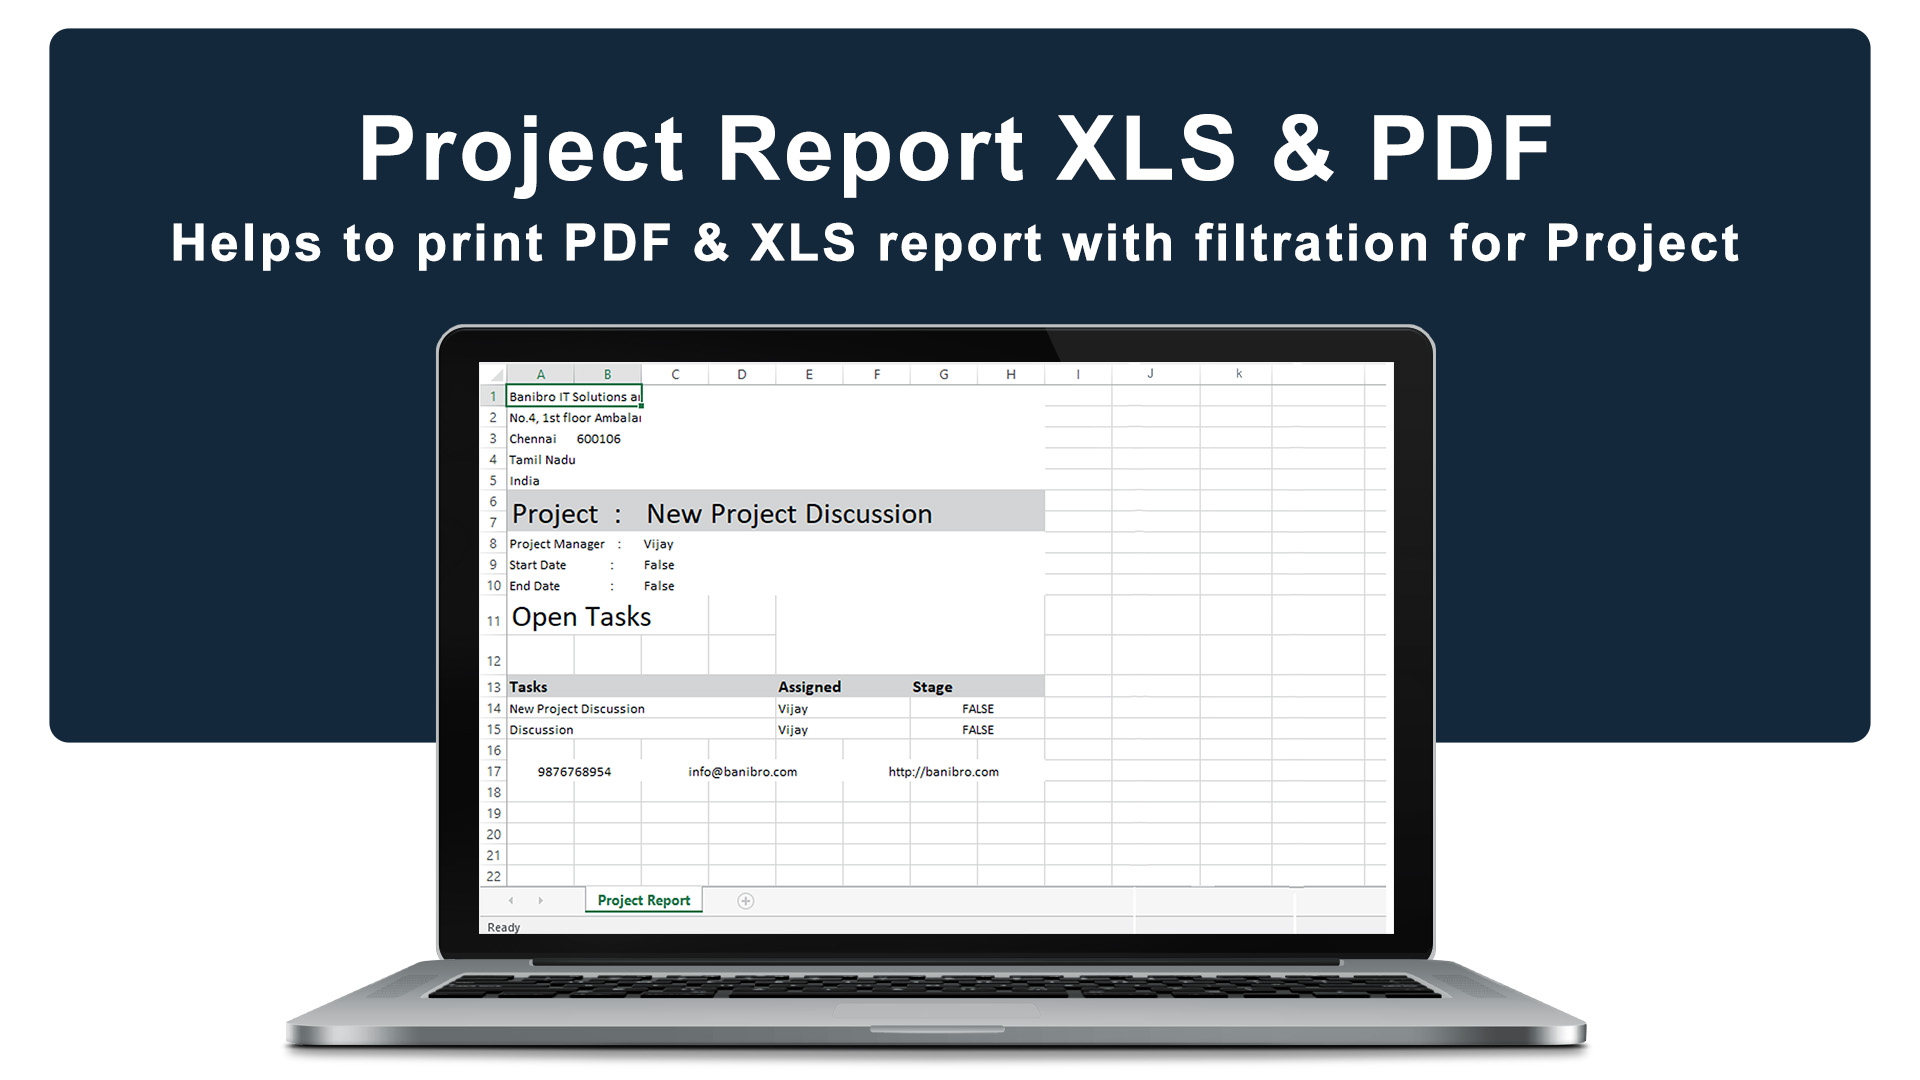 Project Report XLS & PDF
Helps to print PDF & XLS report with filtration for Project
A B C D E F G H I J k
1 Banibro IT Solutions a
2 No.4, 1st floor Ambala
3 Chennai 600106
4 Tamil Nadu
5 India
6
7 Project : New Project Discussion
8 Project Manager : Vijay
9 Start Date : False
10 End Date : False
11 Open Tasks
12
13 Tasks Assigned Stage
14 New Project Discussion Vijay FALSE
15 Discussion Vijay FALSE
16
17 9876768954 info@banibro.com http://banibro.com
18
19
20
21
22
Project Report
Ready